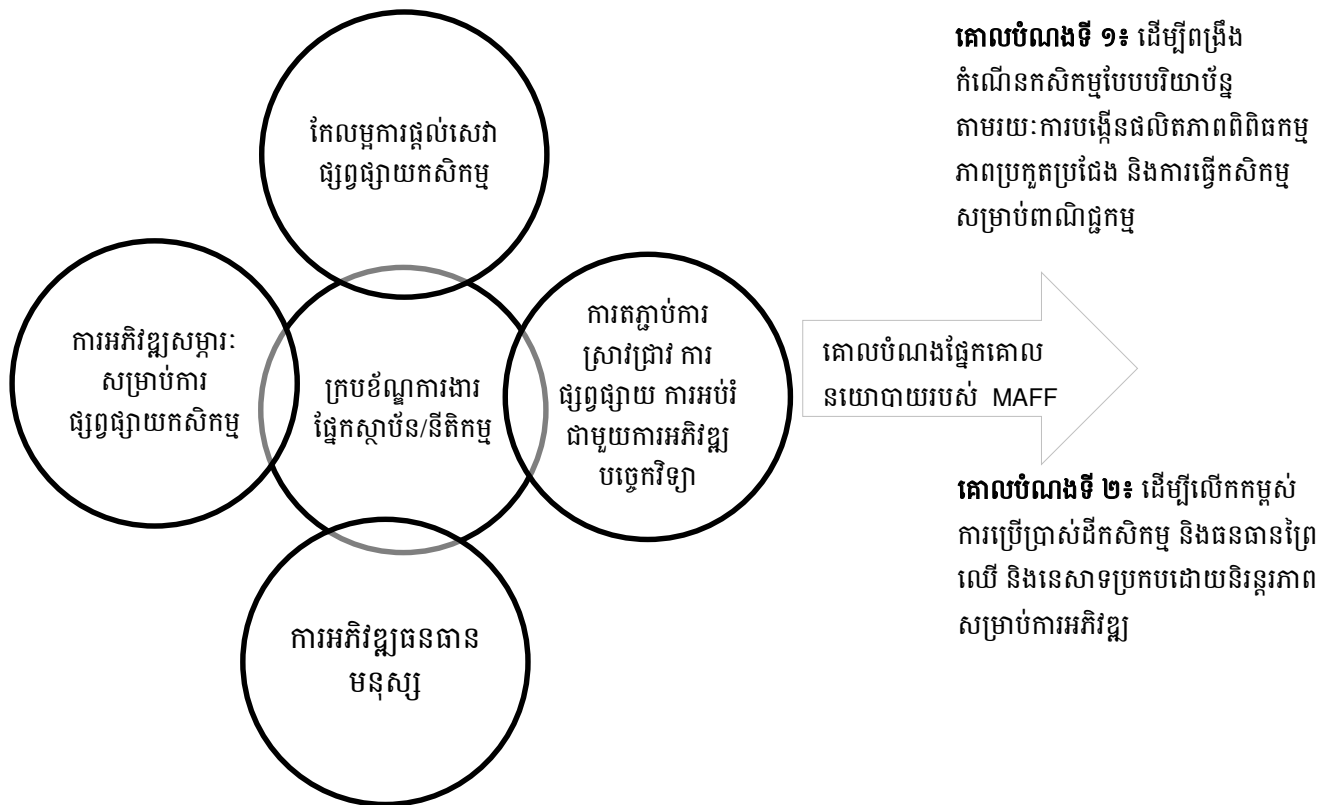 កែលម្អការផ្តល់សេវា
ផ្សព្វផ្សាយកសិកម្ម
ការអភិវឌ្ឍសម្ភារៈ
សម្រាប់ការ
ផ្សព្វផ្សាយកសិកម្ម
ក្របខ័ណ្ឌការងារ
ផ្នែកស្ថាប័ន/នីតិកម្ម
ការតភ្ជាប់ការ
ស្រាវជ្រាវ ការ
ផ្សព្វផ្សាយ ការអប់រំ
ជាមួយការអភិវឌ្ឍ
បច្ចេកវិទ្យា
ការអភិវឌ្ឍធនធាន
មនុស្ស
គោលបំណងផ្នែកគោល
នយោបាយរបស់ MAFF
គោលបំណងទី ១៖ ដើម្បីពង្រឹង
កំណើនកសិកម្មបែបបរិយាប័ន្ន
តាមរយៈការបង្កើនផលិតភាពពិពិធកម្ម
ភាពប្រកួតប្រជែង និងការធ្វើកសិកម្ម
សម្រាប់ពាណិជ្ជកម្ម
គោលបំណងទី ២៖ ដើម្បីលើកកម្ពស់
ការប្រើប្រាស់ដីកសិកម្ម និងធនធានព្រៃ
ឈើ និងនេសាទប្រកបដោយនិរន្តរភាព
សម្រាប់ការអភិវឌ្ឍ